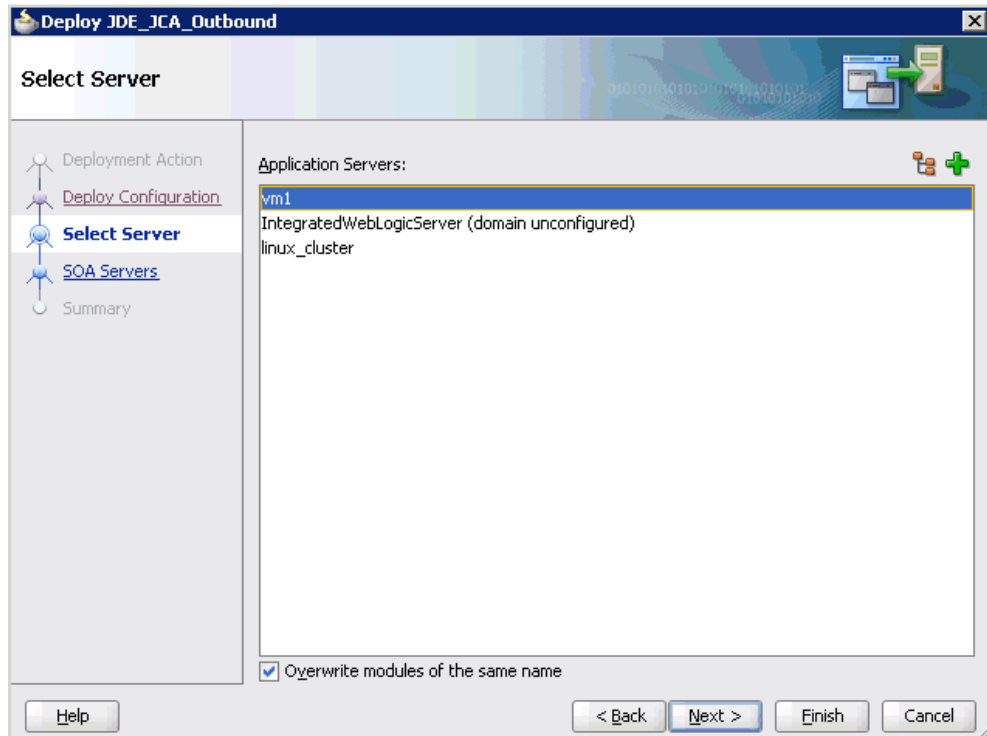 Deploy JDE_JCA_Outbound
Select Server
Deployment Action
Deploy Configuration
Select Server
SOA Servers
Summary
Application Servers:
vm1
IntegratedWebLogicServer (domain unconfigured)
linux_cluster
Overwrite modules of the same name
Help
< Back
Next >
Finish
Cancel